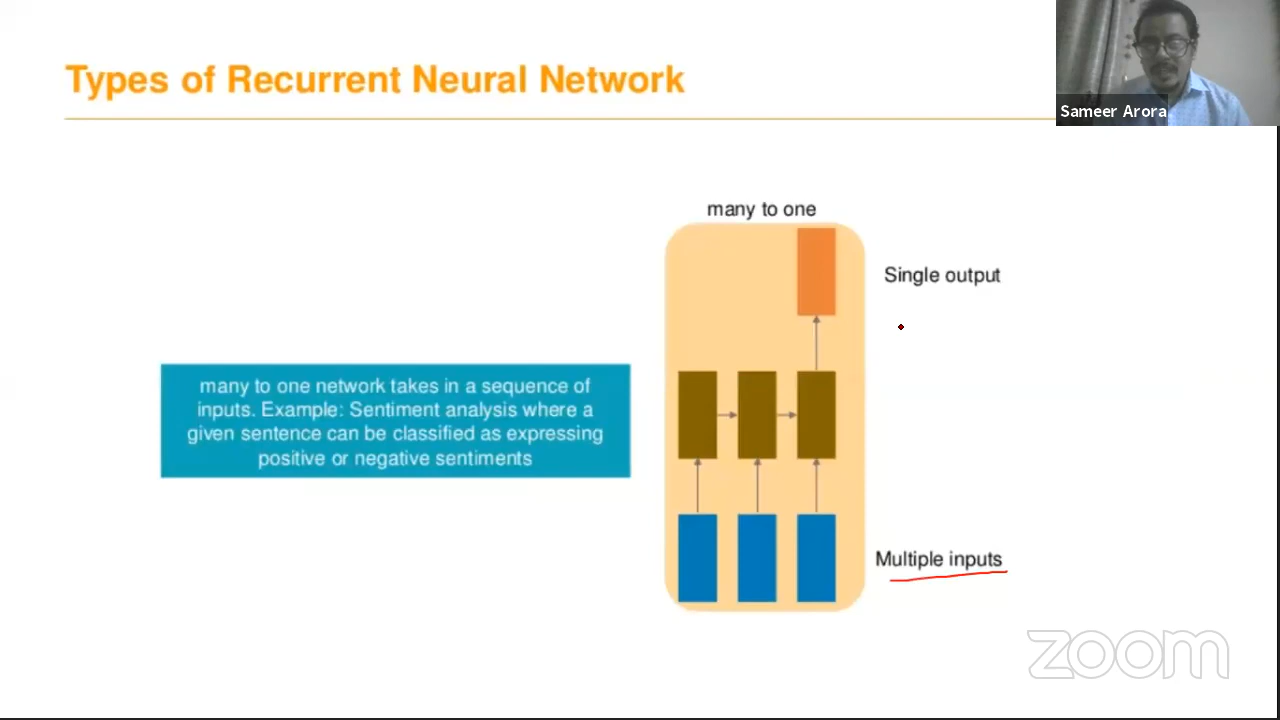 Types of Recurrent Neural Network
Sameer Arora
many to one
Single output
many to one network takes in a sequence of
inputs. Example: Sentiment analysis where a
given sentence can be classified as expressing
positive or negative sentiments
Multiple inputs
zoom